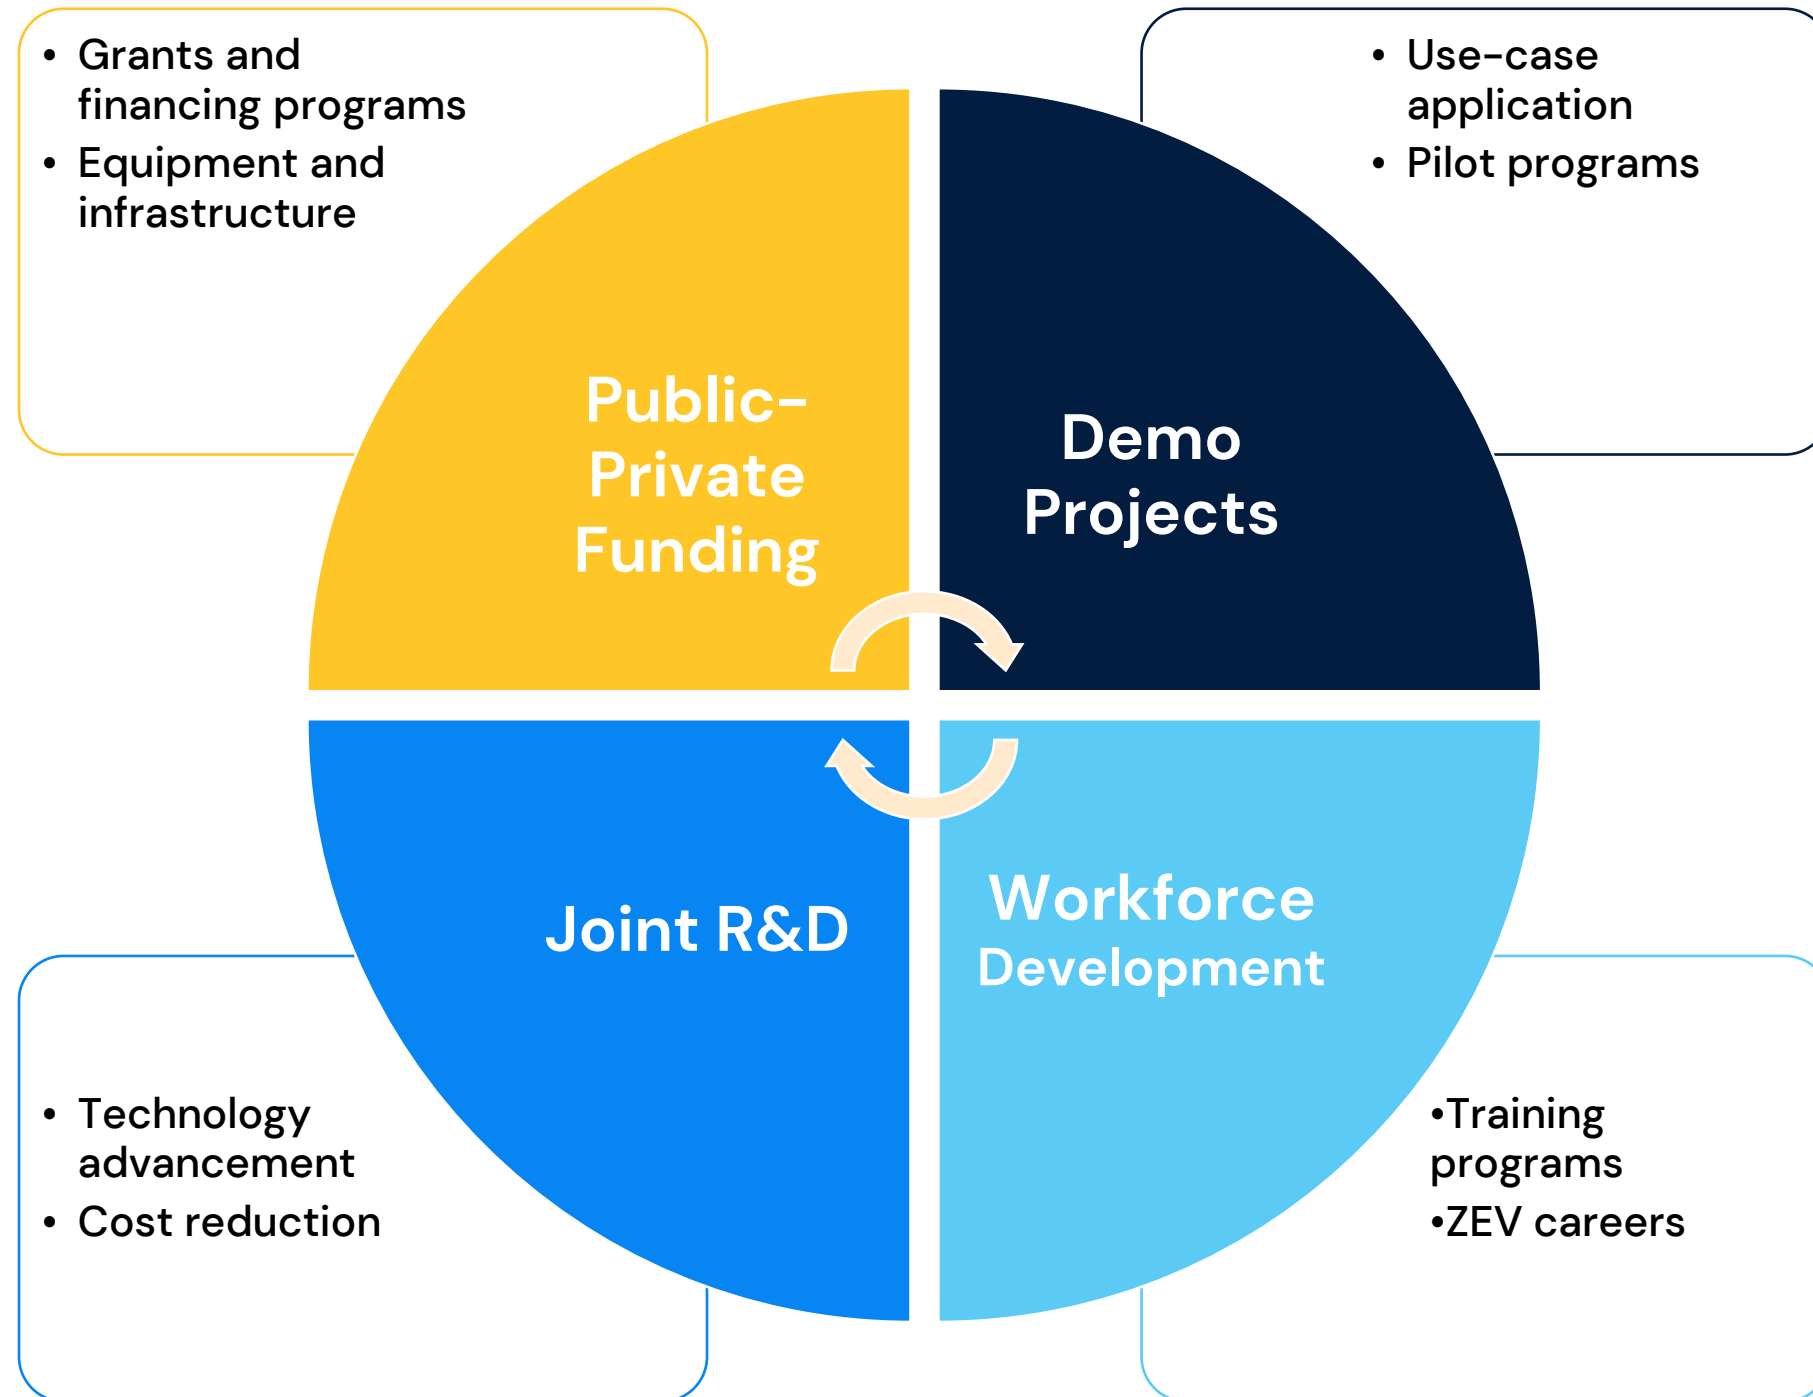 • Grants and
financing programs
• Equipment and
infrastructure
• Use-case
application
• Pilot programs
Public-
Private
Funding
Demo
Projects
Joint R&D
Workforce
Development
• Technology
advancement
• Cost reduction
•Training
programs
•ZEV careers